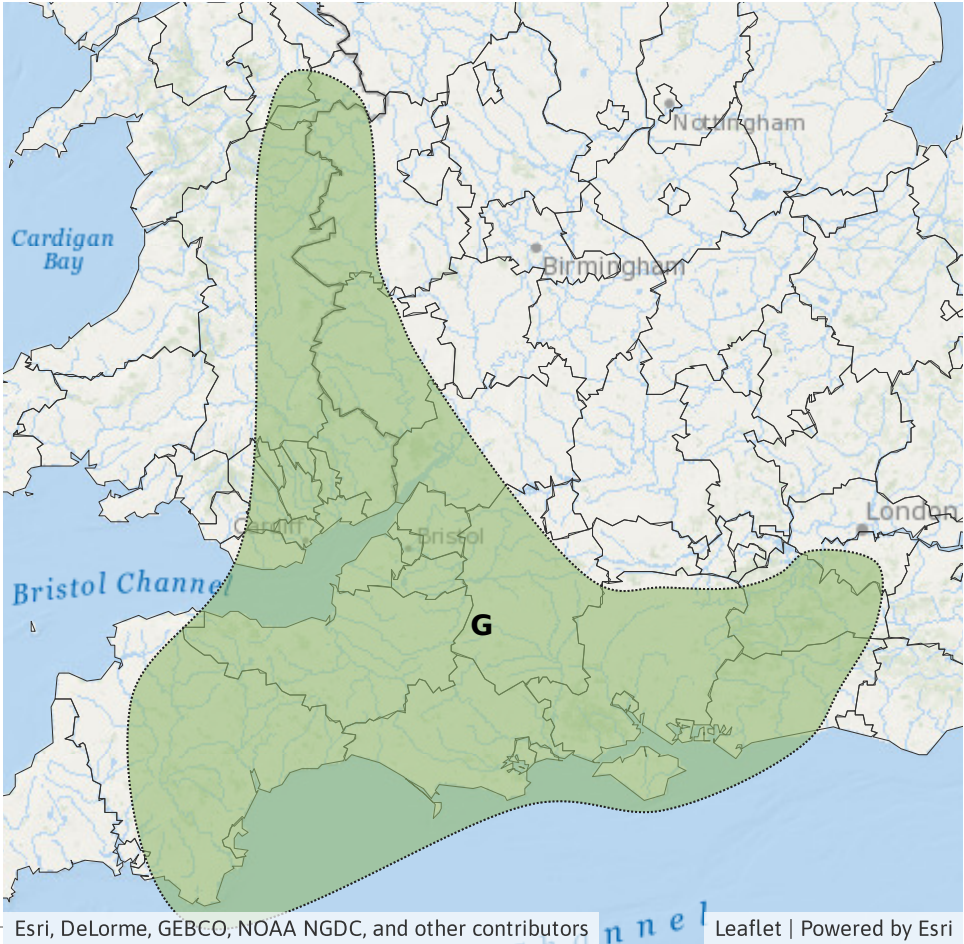 Nottingham
Cardigan
Bay
Birmingham
London
Cardiff
Bristol
Bristol Channel
G
Esri, DeLorme, GEBCO, NOAA NGDC, and other contributors
nnel
Leaflet | Powered by Esri